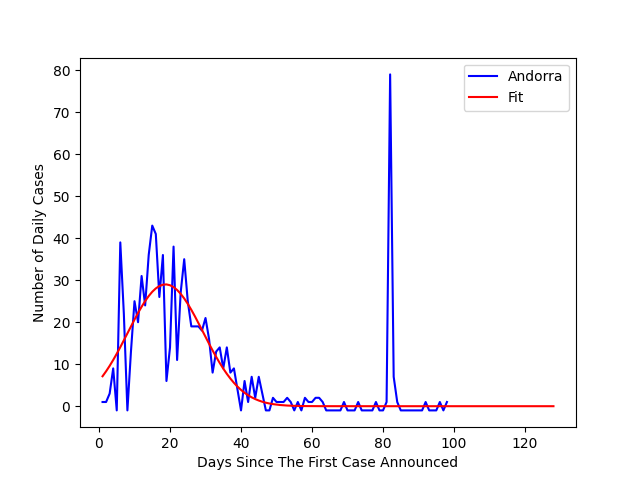 Andorra
Fit
Number of Daily Cases
80
70
60
50
40
30
20
10
0
0 20 40 60 80 100 120
Days Since The First Case Announced